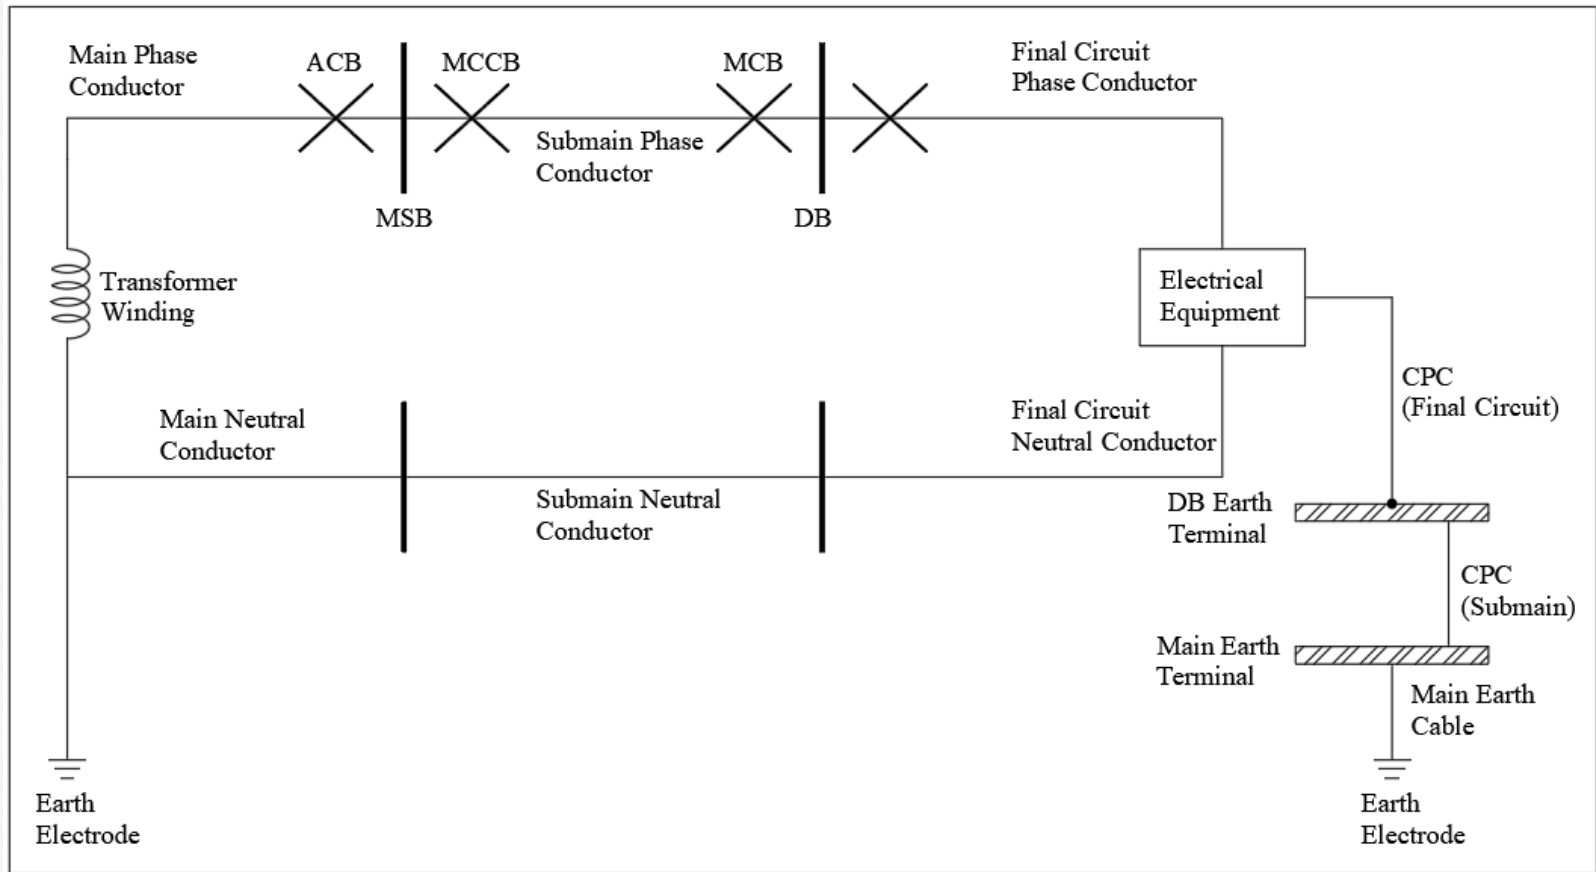 Main Phase
Conductor
ACB
MCCB
MCB
Final Circuit
Phase Conductor
Submain Phase
Conductor
MSB
DB
Transformer
Winding
Electrical
Equipment
CPC
(Final Circuit)
Main Neutral
Conductor
Final Circuit
Neutral Conductor
Submain Neutral
Conductor
DB Earth
Terminal
CPC
(Submain)
Main Earth
Terminal
Main Earth
Cable
Earth
Electrode
Earth
Electrode